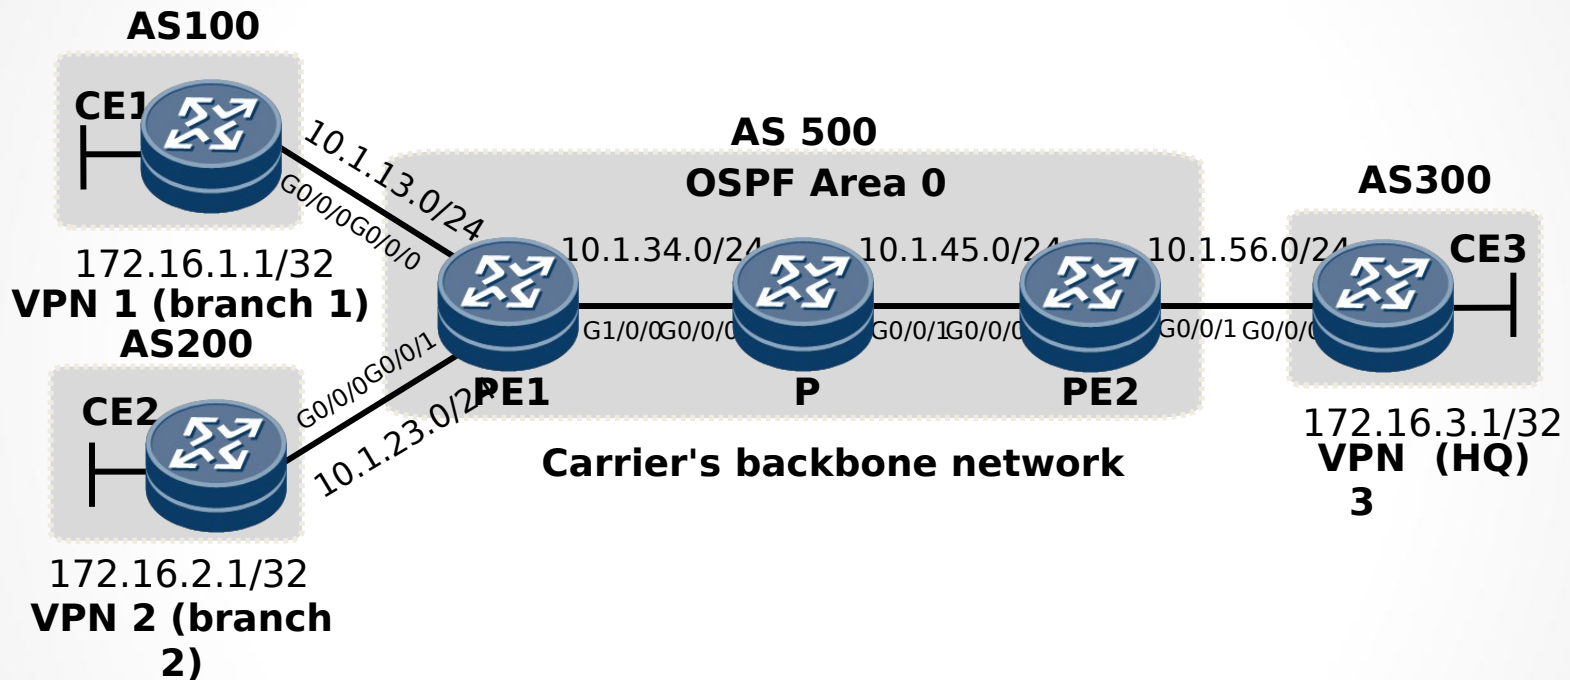 AS100
CE1
172.16.1.1/32
VPN 1 (branch 1)
10.1.13.0/24
G0/0/0
G0/0/0
AS200
CE2
172.16.2.1/32
VPN 2 (branch
2)
G0/0/0
G0/0/1
10.1.23.0/24
AS 500
OSPF Area 0
10.1.34.0/24
10.1.45.0/24
10.1.56.0/24
G1/0/0
G0/0/0
G0/0/1
G0/0/0
G0/0/1
G0/0/0
PE1
P
PE2
Carrier's backbone network
AS300
CE3
172.16.3.1/32
VPN (HQ)
3